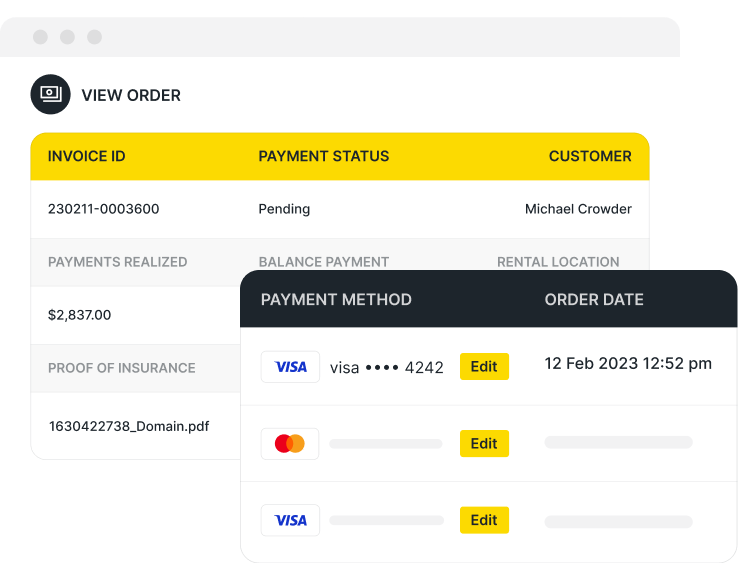 VIEW ORDER
INVOICE ID PAYMENT STATUS CUSTOMER
230211-0003600 Pending Michael Crowder
PAYMENTS REALIZED BALANCE PAYMENT RENTAL LOCATION
$2,837.00
PROOF OF INSURANCE
1630422738_Domain.pdf
PAYMENT METHOD ORDER DATE
VISA visa •••• 4242 Edit 12 Feb 2023 12:52 pm
Edit
VISA Edit